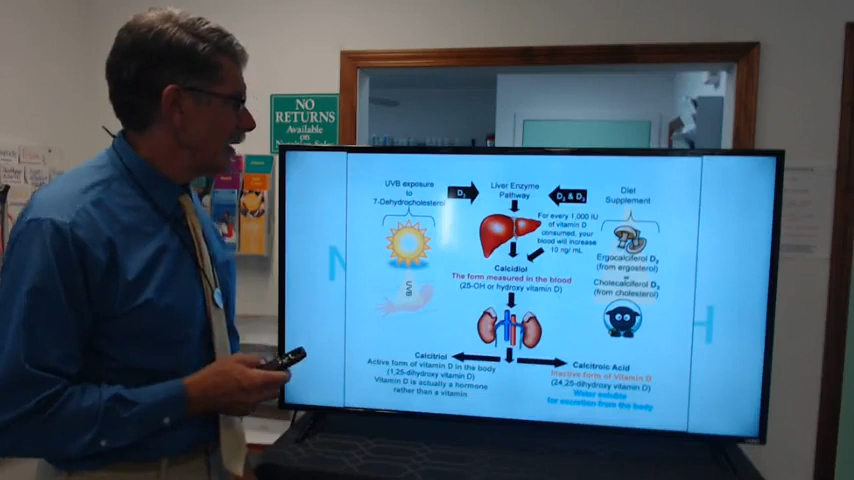 NO
RETURNS
Available
on
UVB exposure
to
7-Dehydrocholesterol
D3
Liver Enzyme
Pathway
D2 & D3
Diet
Supplement
For every 1,000 IU
of vitamin D
consumed, your
blood will increase
10 ng/ mL
Ergocalciferol D2
(from ergosterol)
or
Cholecalciferol D3
(from cholesterol)
UVB
Calcidiol
The form measured in the blood
(25-OH or hydroxy vitamin D)
N
H
Calcitriol
Active form of vitamin D in the body
(1,25-dihydroxy vitamin D)
Vitamin D is actually a hormone
rather than a vitamin
Calcitroic Acid
Inactive form of Vitamin D
(24,25-dihydroxy vitamin D)
Water soluble
for excretion from the body